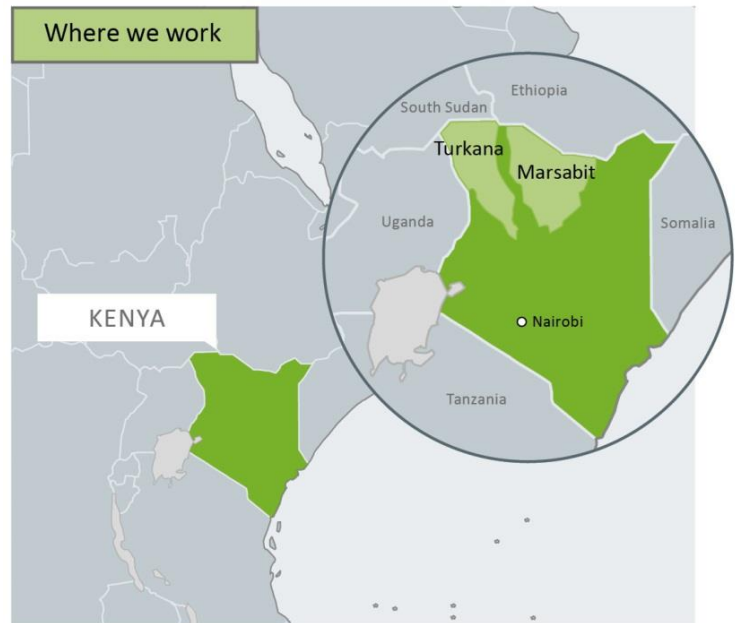 Where we work
Ethiopia
South Sudan
Turkana
Marsabit
Uganda
Somalia
KENYA
Nairobi
Tanzania